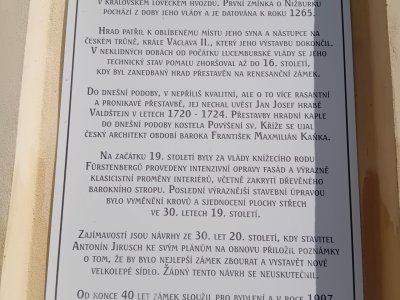 V KRÁLOVSKÉM LOVECKÉM HVOZDU. PRVNÍ ZMÍNKA O NIŽBURKU
POCHÁZÍ Z DOBY JEHO VLÁDY A JE DATOVÁNA K ROKU 1265.
HRAD PATŘIL K OBLÍBENÉMU MÍSTU JEHO SYNA A NÁSTUPCE NA
ČESKÉM TRŮNĚ, KRÁLE VÁCLAVA II., KTERÝ JEHO VÝSTAVBU DOKONČIL.
V NEKLIDNÝCH DOBÁCH OD POČÁTKU LUCEMBURSKÉ VLÁDY SE JEHO
TECHNICKÝ STAV POMALU ZHORŠOVAL AŽ DO 16. STOLETÍ,
KDY BYL ZANEDBANÝ HRAD PŘESTAVĚN NA RENESANČNÍ ZÁMEK.
DO DNEŠNÍ PODOBY, V NEPŘÍLIŠ KVALITNÍ, ALE O TO VÍCE RASANTNÍ
A PRONIKAVÉ PŘESTAVBĚ, JEJ NECHAL UVÉST JAN JOSEF HRABĚ
VALDŠTEJN V LETECH 1720 - 1724. PŘESTAVBY HRADNÍ KAPLE
DO DNEŠNÍ PODOBY KOSTELA POVÝŠENÍ SV. KŘÍŽE SE UJAL
ČESKÝ ARCHITEKT OBDOBÍ BAROKA FRANTIŠEK MAXMILIÁN KAŇKA.
NA ZAČÁTKU 19. STOLETÍ BYLY ZA VLÁDY KNÍŽECÍHO RODU
FÜRSTENBERGŮ PROVEDENY INTENZIVNÍ OPRAVY FASÁD A VÝRAZNÉ
KLASICISTNÍ PROMĚNY INTERIÉRŮ, VČETNĚ ZAKRYTÍ DŘEVĚNÉHO
BAROKNÍHO STROPU. POSLEDNÍ VÝRAZNĚJŠÍ STAVEBNÍ ÚPRAVOU
BYLO VYMĚNĚNÍ KROVŮ A SJEDNOCENÍ PLOCHY STŘECH
VE 30. LETECH 19. STOLETÍ.
ZAJÍMAVOSTÍ JSOU NÁVRHY ZE 30. LET 20. STOLETÍ, KDY STAVITEL
ANTONÍN JIRUSCH KE SVÝM PLÁNŮM NA OBNOVU PŘILOŽIL POZNÁMKY
O TOM, ŽE BY BYLO NEJLEPŠÍ ZÁMEK ZBOURAT A VYSTAVĚT NOVÉ
VELKOLEPÉ SÍDLO. ŽÁDNÝ TENTO NÁVRH SE NEUSKUTEČNIL.
OD KONCE 40 LET ZÁMEK SLOUŽIL PRO BYDLENÍ A V ROCE 1997